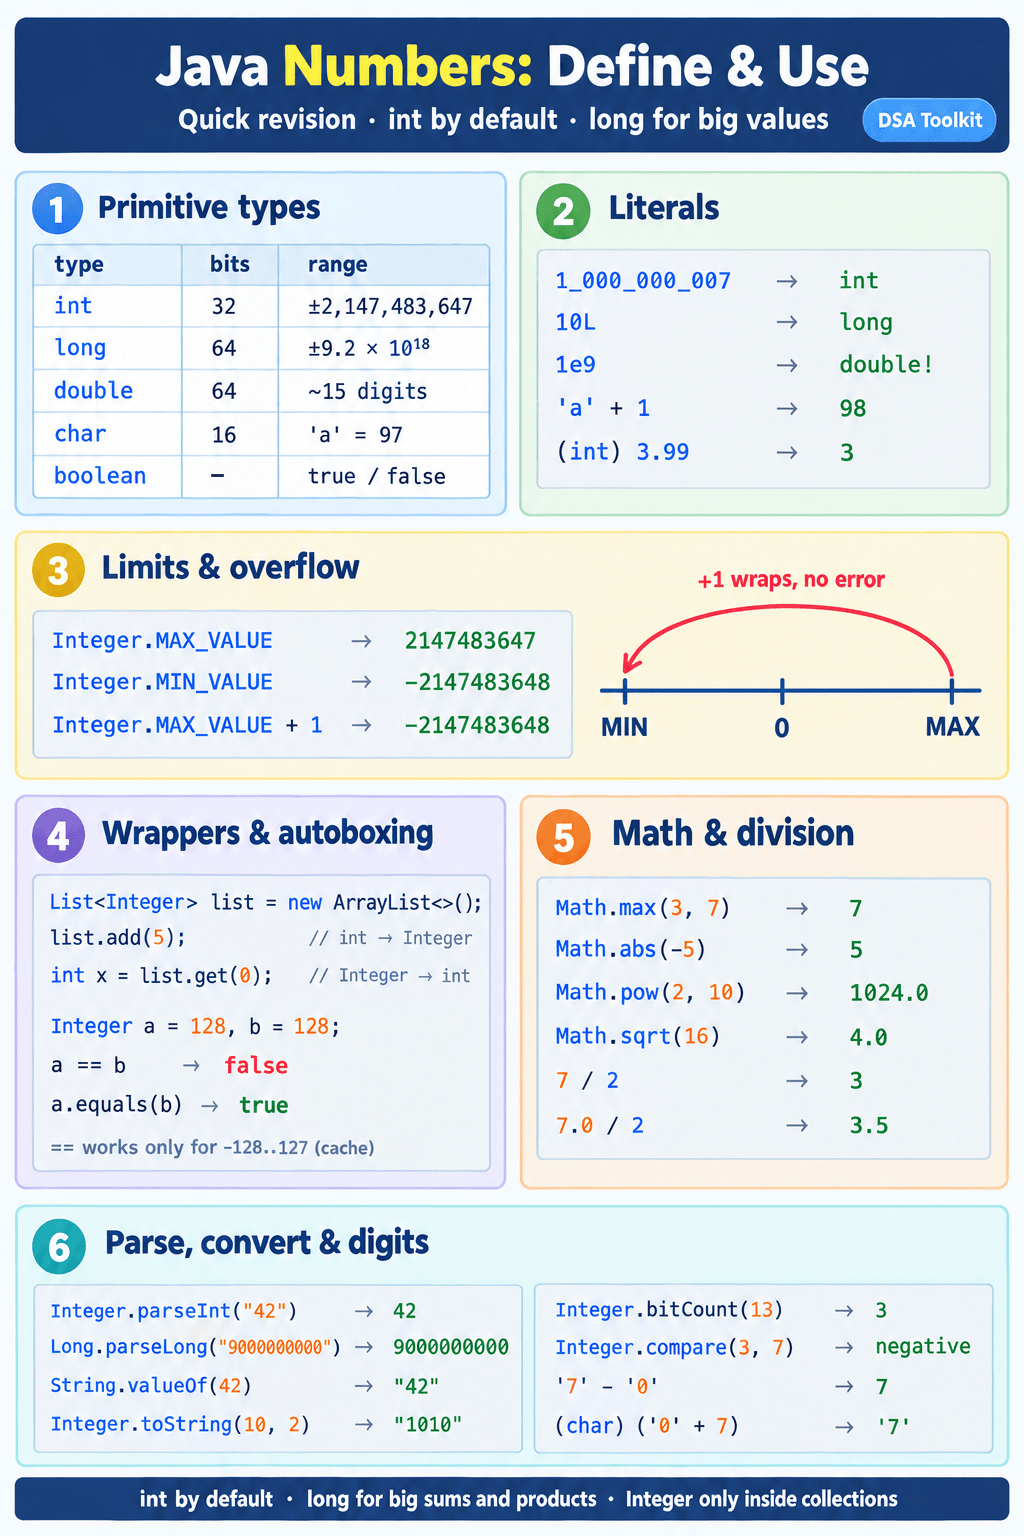 Java Numbers: Define & Use
Quick revision · int by default · long for big values
DSA Toolkit
1 Primitive types
type bits range
int 32 ±2,147,483,647
long 64 ±9.2 × 10¹⁸
double 64 ~15 digits
char 16 'a' = 97
boolean – true / false
2 Literals
1_000_000_007 → int
10L → long
1e9 → double!
'a' + 1 → 98
(int) 3.99 → 3
3 Limits & overflow
Integer.MAX_VALUE → 2147483647
Integer.MIN_VALUE → −2147483648
Integer.MAX_VALUE + 1 → −2147483648
+1 wraps, no error
MIN 0 MAX
4 Wrappers & autoboxing
List<Integer> list = new ArrayList<>();
list.add(5); // int → Integer
int x = list.get(0); // Integer → int
Integer a = 128, b = 128;
a == b → false
a.equals(b) → true
== works only for −128..127 (cache)
5 Math & division
Math.max(3, 7) → 7
Math.abs(−5) → 5
Math.pow(2, 10) → 1024.0
Math.sqrt(16) → 4.0
7 / 2 → 3
7.0 / 2 → 3.5
6 Parse, convert & digits
Integer.parseInt("42") → 42
Long.parseLong("9000000000") → 9000000000
String.valueOf(42) → "42"
Integer.toString(10, 2) → "1010"
Integer.bitCount(13) → 3
Integer.compare(3, 7) → negative
'7' − '0' → 7
(char) ('0' + 7) → '7'
int by default · long for big sums and products · Integer only inside collections